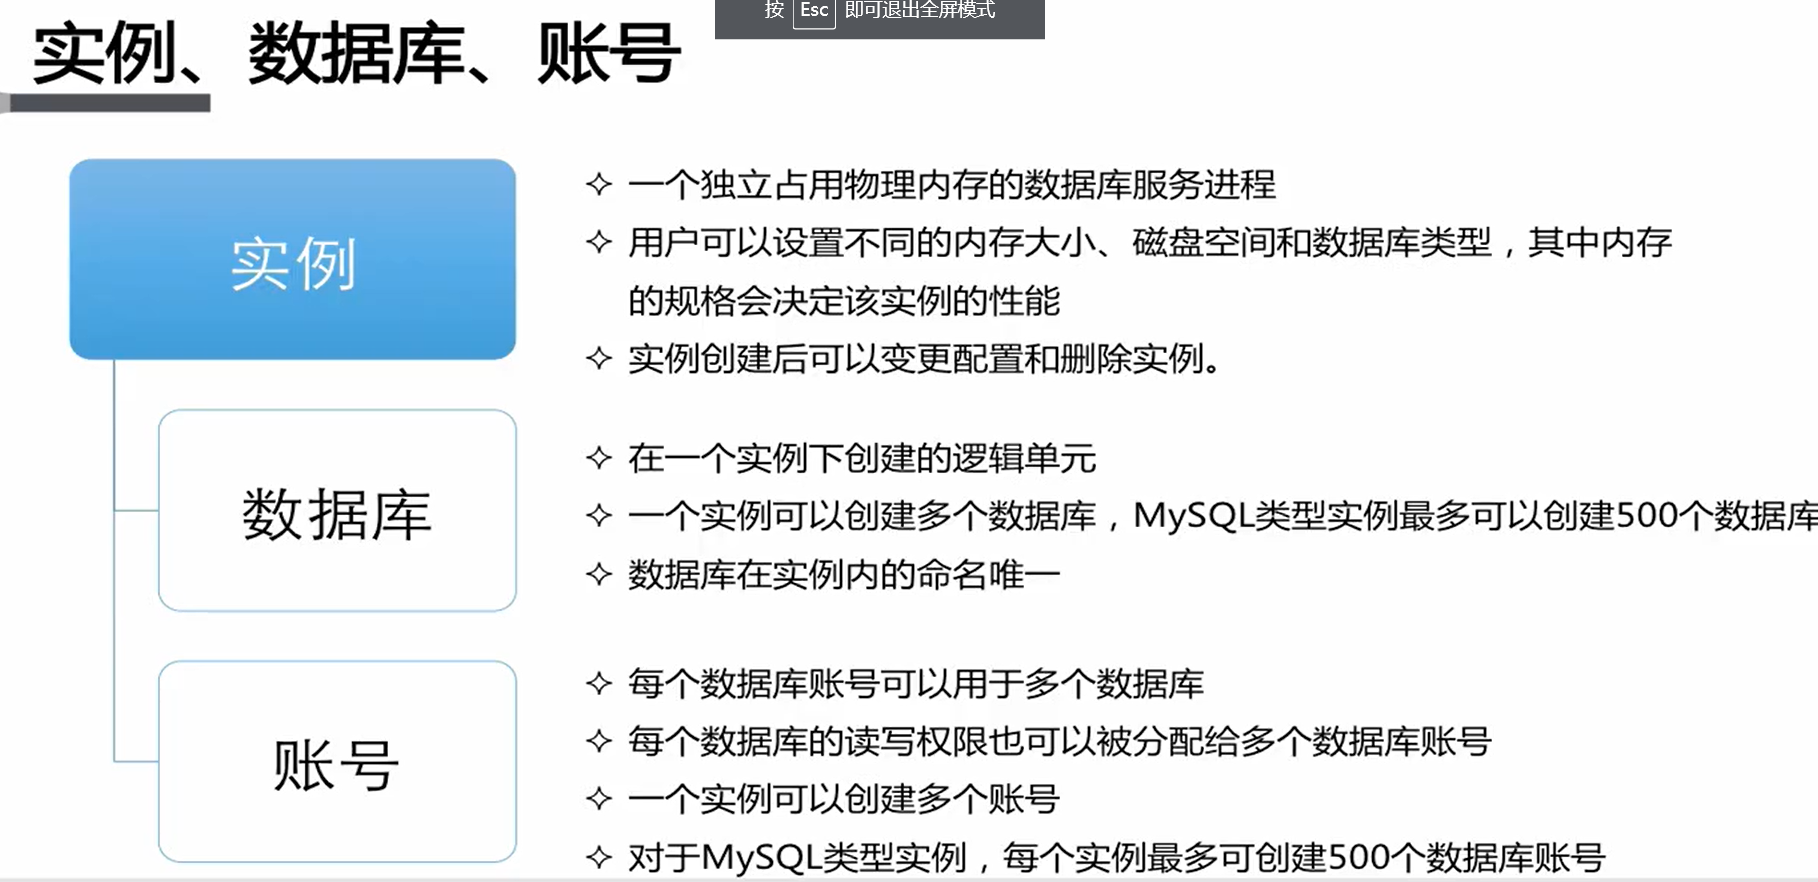 按 Esc 即可退出全屏模式
实例、数据库、账号
实例
一个独立占用物理内存的数据库服务进程
用户可以设置不同的内存大小、磁盘空间和数据库类型，其中内存
的规格会决定该实例的性能
实例创建后可以变更配置和删除实例。
数据库
在一个实例下创建的逻辑单元
一个实例可以创建多个数据库，MySQL类型实例最多可以创建500个数据库
数据库在实例内的命名唯一
账号
每个数据库账号可以用于多个数据库
每个数据库的读写权限也可以被分配给多个数据库账号
一个实例可以创建多个账号
对于MySQL类型实例，每个实例最多可创建500个数据库账号